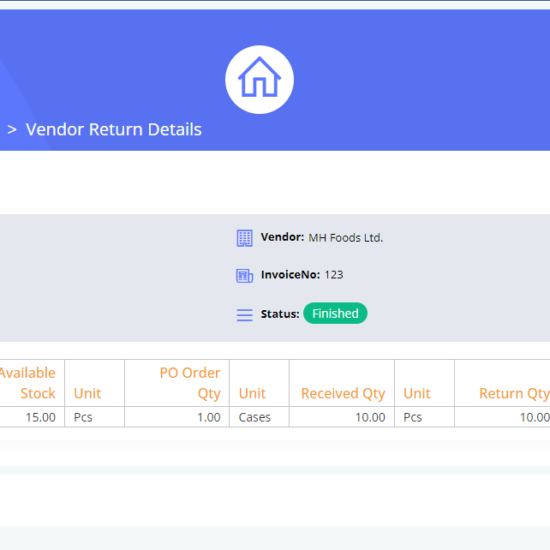 > Vendor Return Details
Vendor: MH Foods Ltd.
InvoiceNo: 123
Status: Finished
Available Stock Unit PO Order Qty Unit Received Qty Unit Return Qty
15.00 Pcs 1.00 Cases 10.00 Pcs 10.00